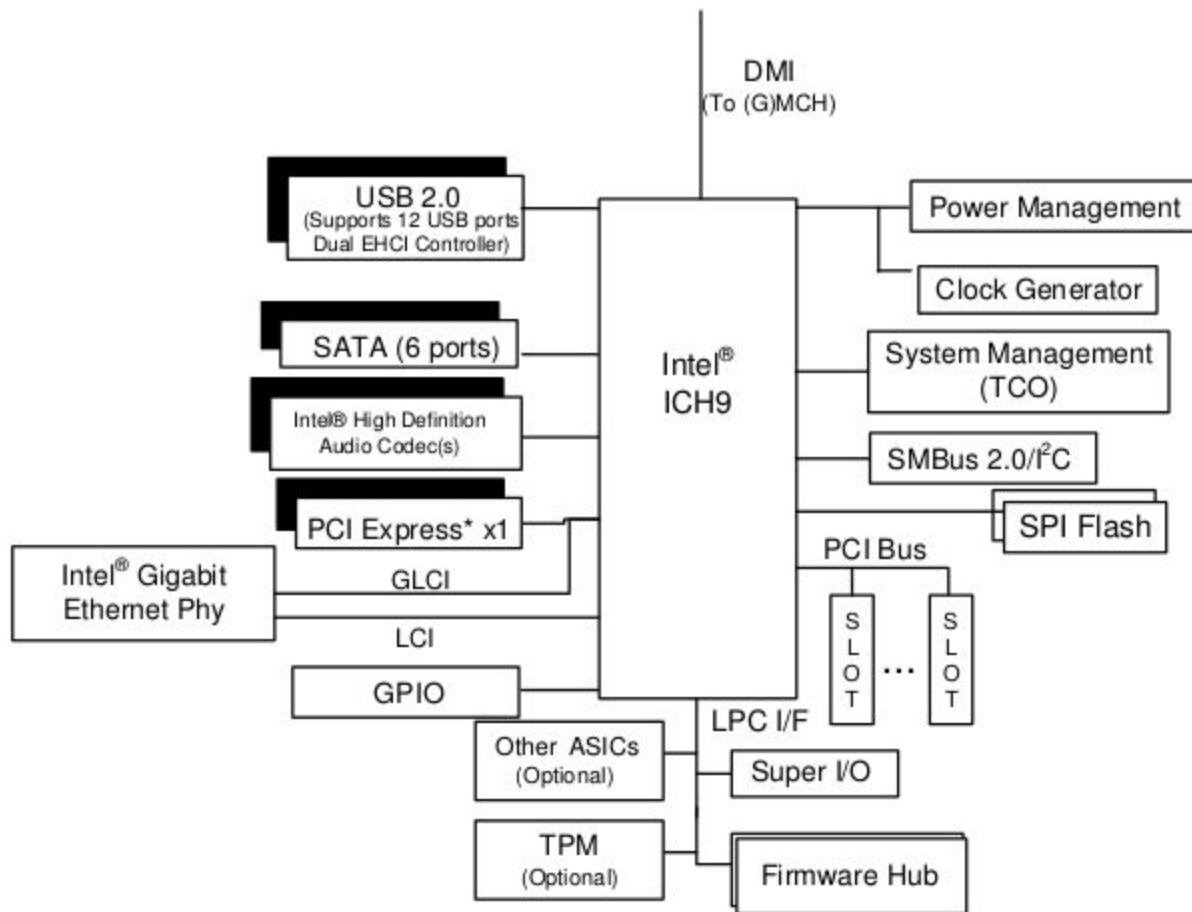 DMI
(To (G)MCH)
USB 2.0
(Supports 12 USB ports
Dual EHCI Controller)
Power Management
Clock Generator
SATA (6 ports)
System Management
(TCO)
Intel®
ICH9
Intel® High Definition
Audio Codec(s)
SMBus 2.0/I²C
PCI Express* x1
SPI Flash
PCI Bus
Intel® Gigabit
Ethernet Phy
GLCI
LCI
SLOT
...
SLOT
GPIO
LPC I/F
Other ASICs
(Optional)
Super I/O
TPM
(Optional)
Firmware Hub